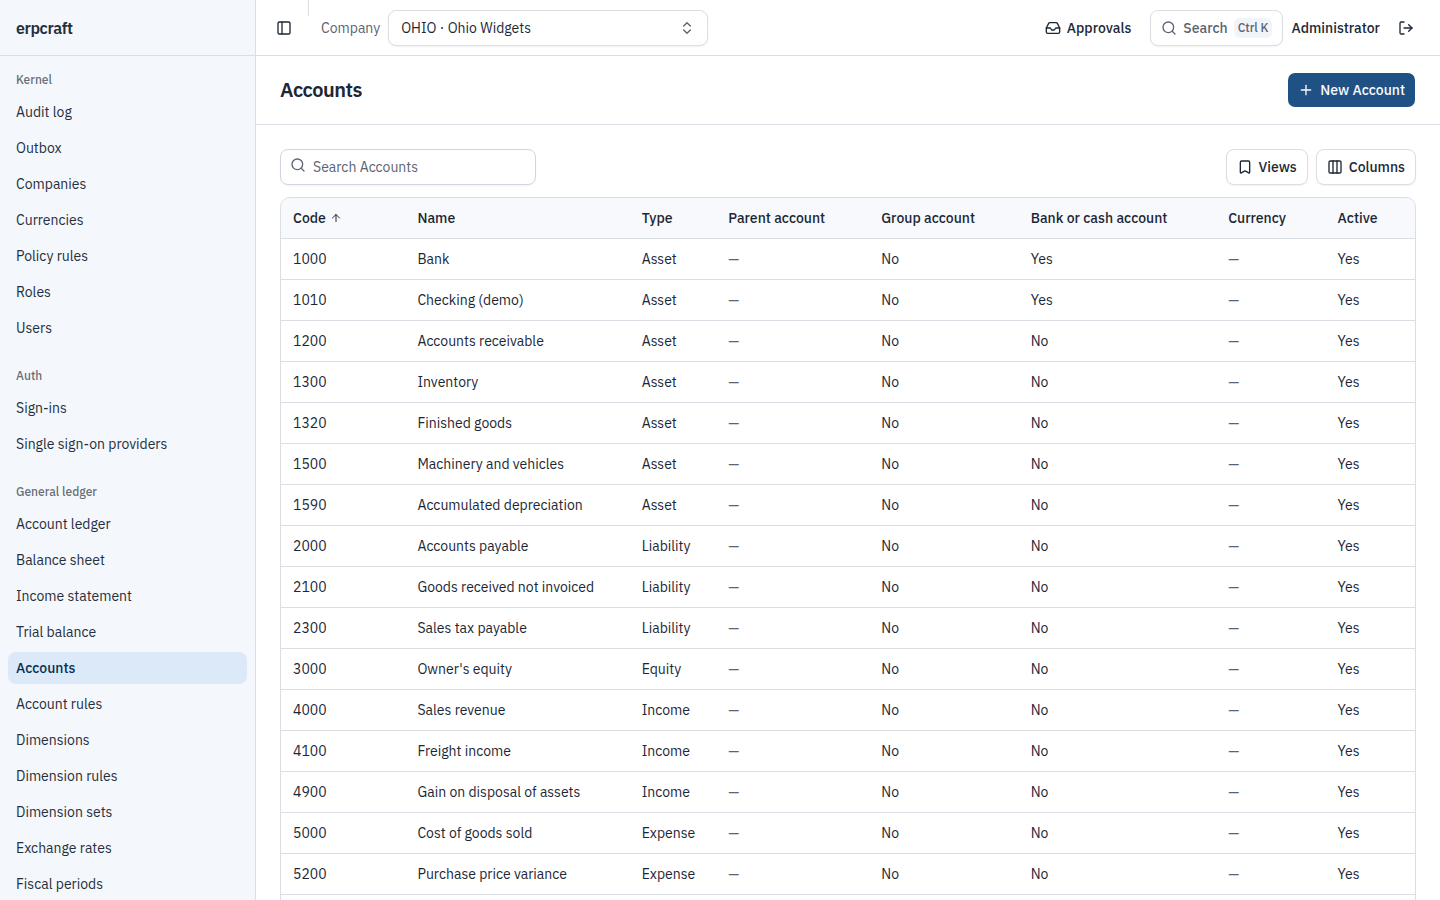 erpcraft
Company OHIO · Ohio Widgets Approvals Search Ctrl K Administrator
Kernel
Audit log
Outbox
Companies
Currencies
Policy rules
Roles
Users
Auth
Sign-ins
Single sign-on providers
General ledger
Account ledger
Balance sheet
Income statement
Trial balance
Accounts
Account rules
Dimensions
Dimension rules
Dimension sets
Exchange rates
Fiscal periods
Accounts
New Account
Search Accounts
Views
Columns
Code Name Type Parent account Group account Bank or cash account Currency Active
1000 Bank Asset — No Yes — Yes
1010 Checking (demo) Asset — No Yes — Yes
1200 Accounts receivable Asset — No No — Yes
1300 Inventory Asset — No No — Yes
1320 Finished goods Asset — No No — Yes
1500 Machinery and vehicles Asset — No No — Yes
1590 Accumulated depreciation Asset — No No — Yes
2000 Accounts payable Liability — No No — Yes
2100 Goods received not invoiced Liability — No No — Yes
2300 Sales tax payable Liability — No No — Yes
3000 Owner's equity Equity — No No — Yes
4000 Sales revenue Income — No No — Yes
4100 Freight income Income — No No — Yes
4900 Gain on disposal of assets Income — No No — Yes
5000 Cost of goods sold Expense — No No — Yes
5200 Purchase price variance Expense — No No — Yes